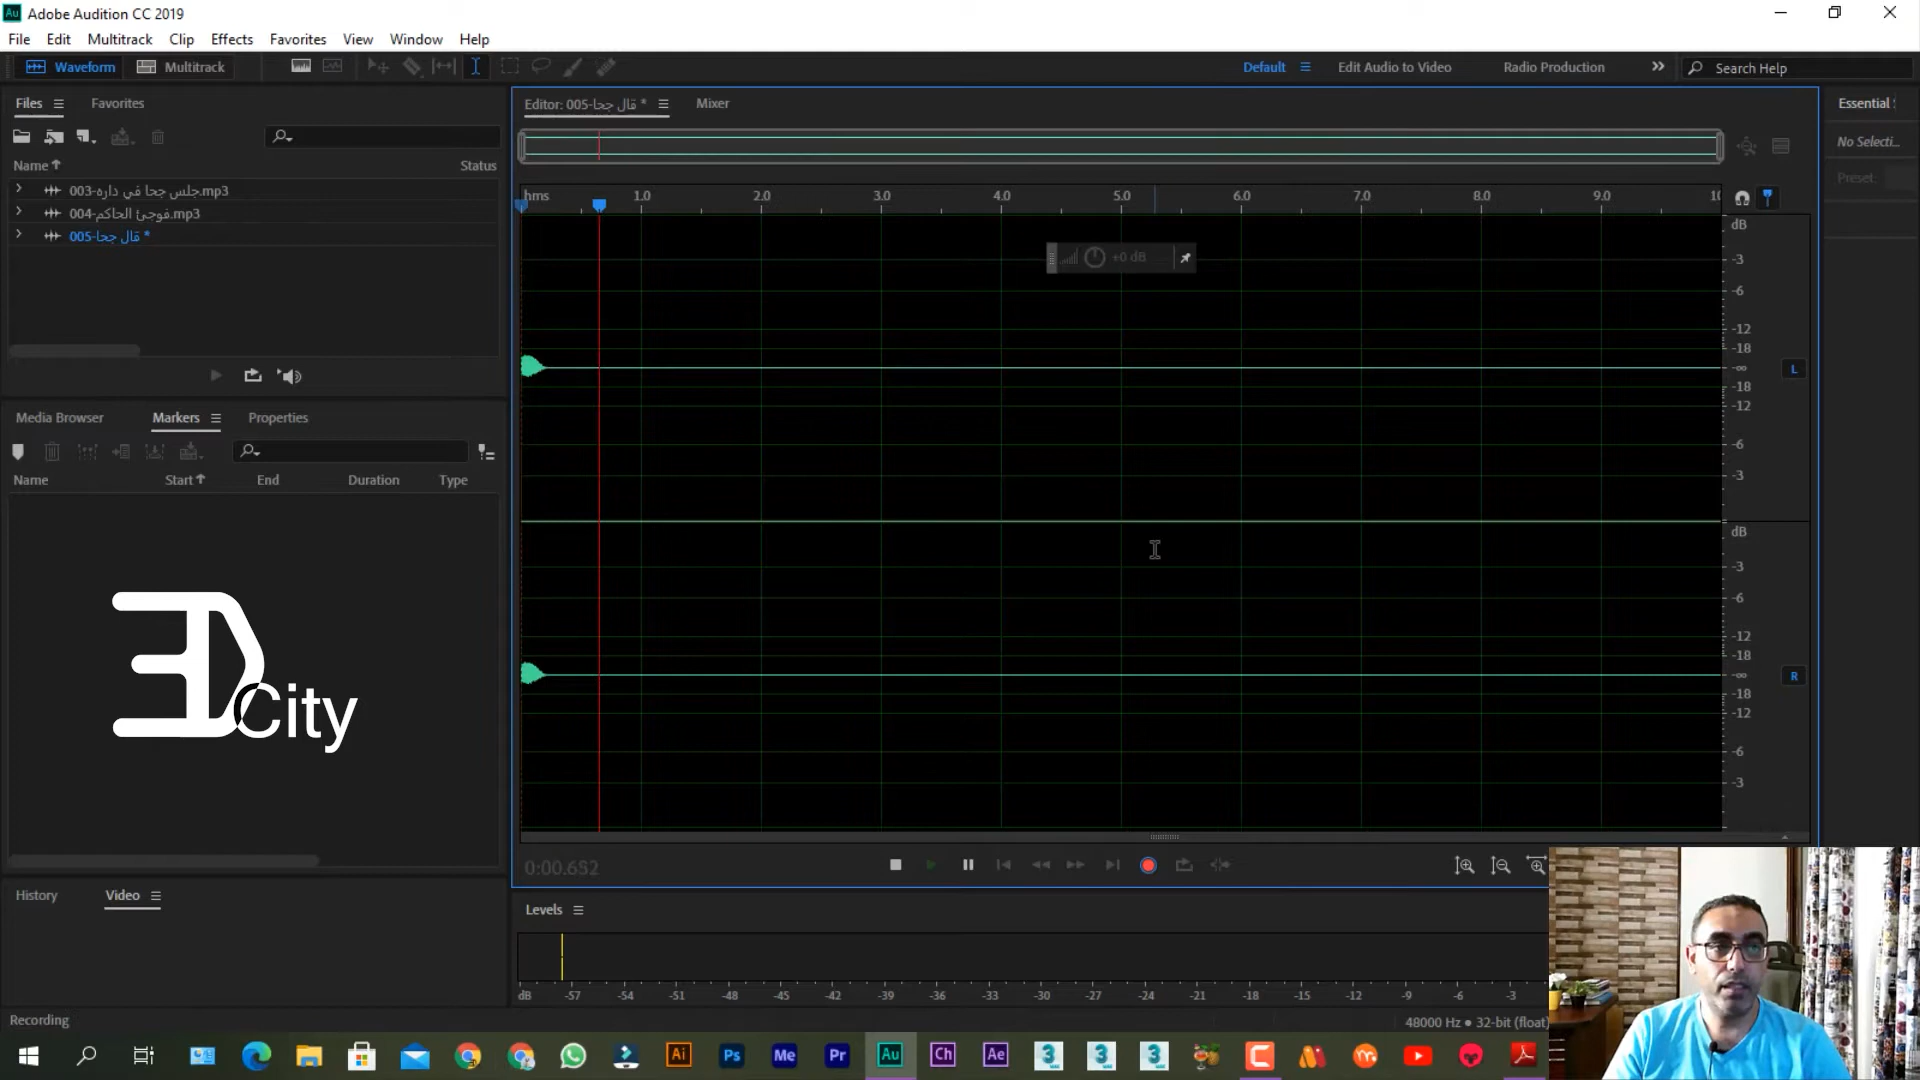 Adobe Audition CC 2019
File Edit Multitrack Clip Effects Favorites View Window Help
Waveform Multitrack Default Edit Audio to Video Radio Production Search Help
Files Favorites
Name Status
003-جلس جحا في داره.mp3
004-فوجئ الحاكم.mp3
005-قال جحا *
Media Browser Markers Properties
Name Start End Duration Type
3D City
History Video
Recording
Editor: 005-قال جحا * Mixer
hms 1.0 2.0 3.0 4.0 5.0 6.0 7.0 8.0 9.0 10
+0 dB
dB
-3
-6
-12
-18
-∞
-18
-12
-6
-3
L
dB
-3
-6
-12
-18
-∞
-18
-12
-6
-3
R
0:00.652
Levels
dB -57 -54 -51 -48 -45 -42 -39 -36 -33 -30 -27 -24 -21 -18 -15 -12 -9 -6 -3
48000 Hz ● 32-bit (float)
Essential
No Selecti...
Preset:
Ai Ps Me Pr Au Ch Ae 3 3 3